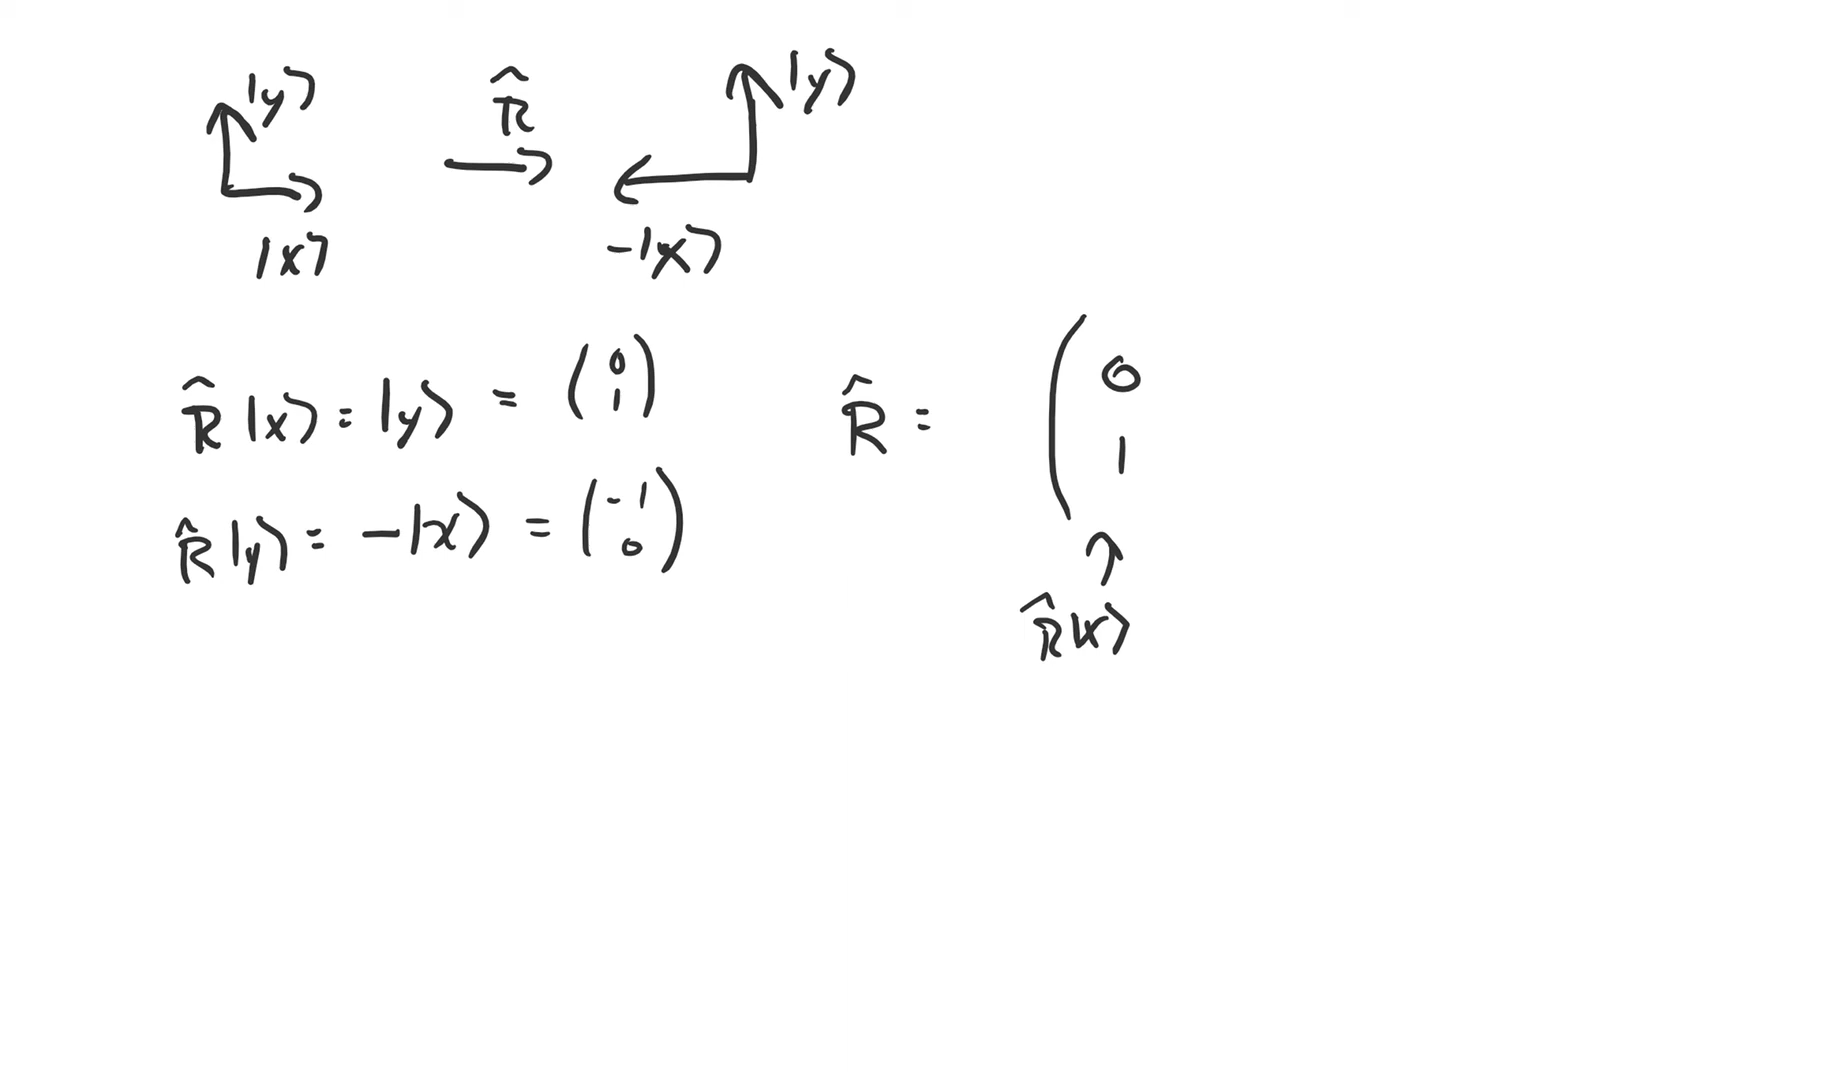 |y⟩ R̂ |y⟩
|x⟩ -|x⟩
R̂ |x⟩ = |y⟩ = (0 1) R̂ = (0 1
R̂ |y⟩ = -|x⟩ = (-1 0)
↑
R̂ |x⟩